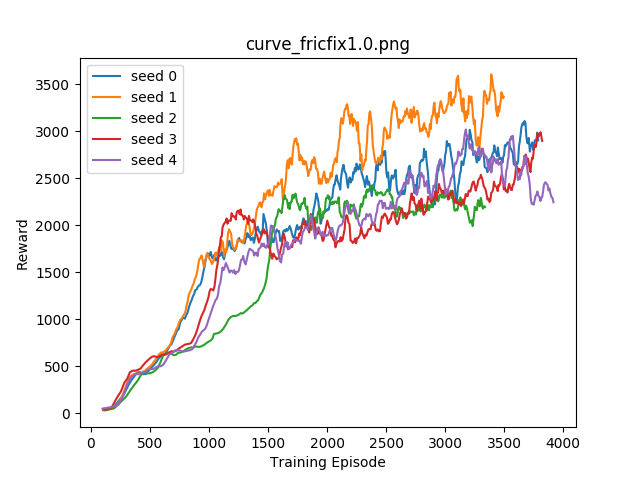 curve_fricfix1.0.png
seed 0
seed 1
seed 2
seed 3
seed 4
Reward
3500
3000
2500
2000
1500
1000
500
0
0 500 1000 1500 2000 2500 3000 3500 4000
Training Episode